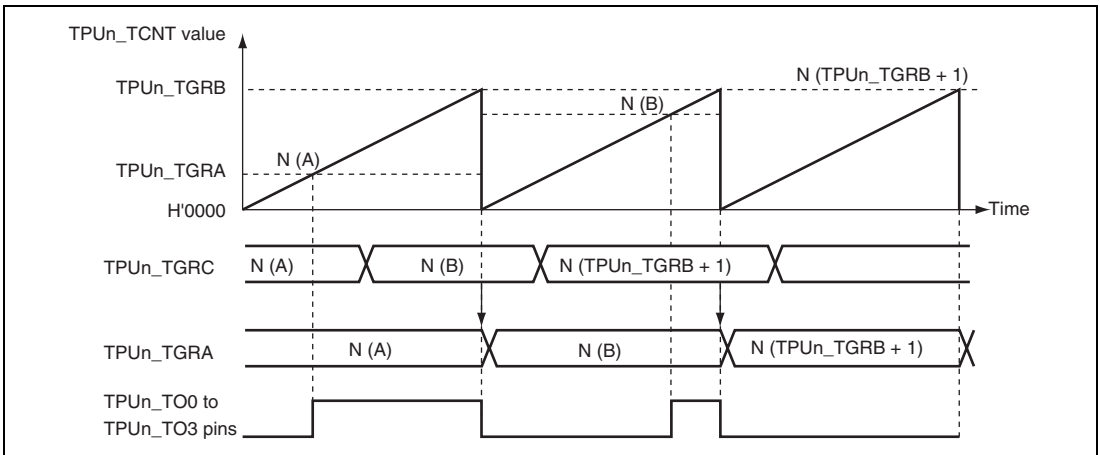 TPUn_TCNT value
N (TPUn_TGRB + 1)
TPUn_TGRB
N (B)
N (A)
TPUn_TGRA
H'0000
Time
TPUn_TGRC
N (A)
N (B)
N (TPUn_TGRB + 1)
TPUn_TGRA
N (A)
N (B)
N (TPUn_TGRB + 1)
TPUn_TO0 to
TPUn_TO3 pins